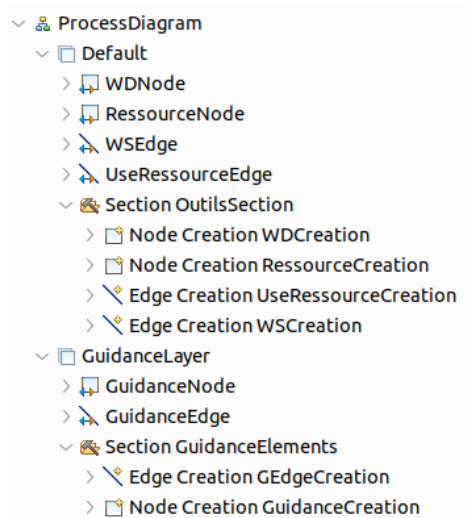 ProcessDiagram
Default
WDNode
RessourceNode
WSEdge
UseRessourceEdge
Section OutilsSection
Node Creation WDCreation
Node Creation RessourceCreation
Edge Creation UseRessourceCreation
Edge Creation WSCreation
GuidanceLayer
GuidanceNode
GuidanceEdge
Section GuidanceElements
Edge Creation GEdgeCreation
Node Creation GuidanceCreation